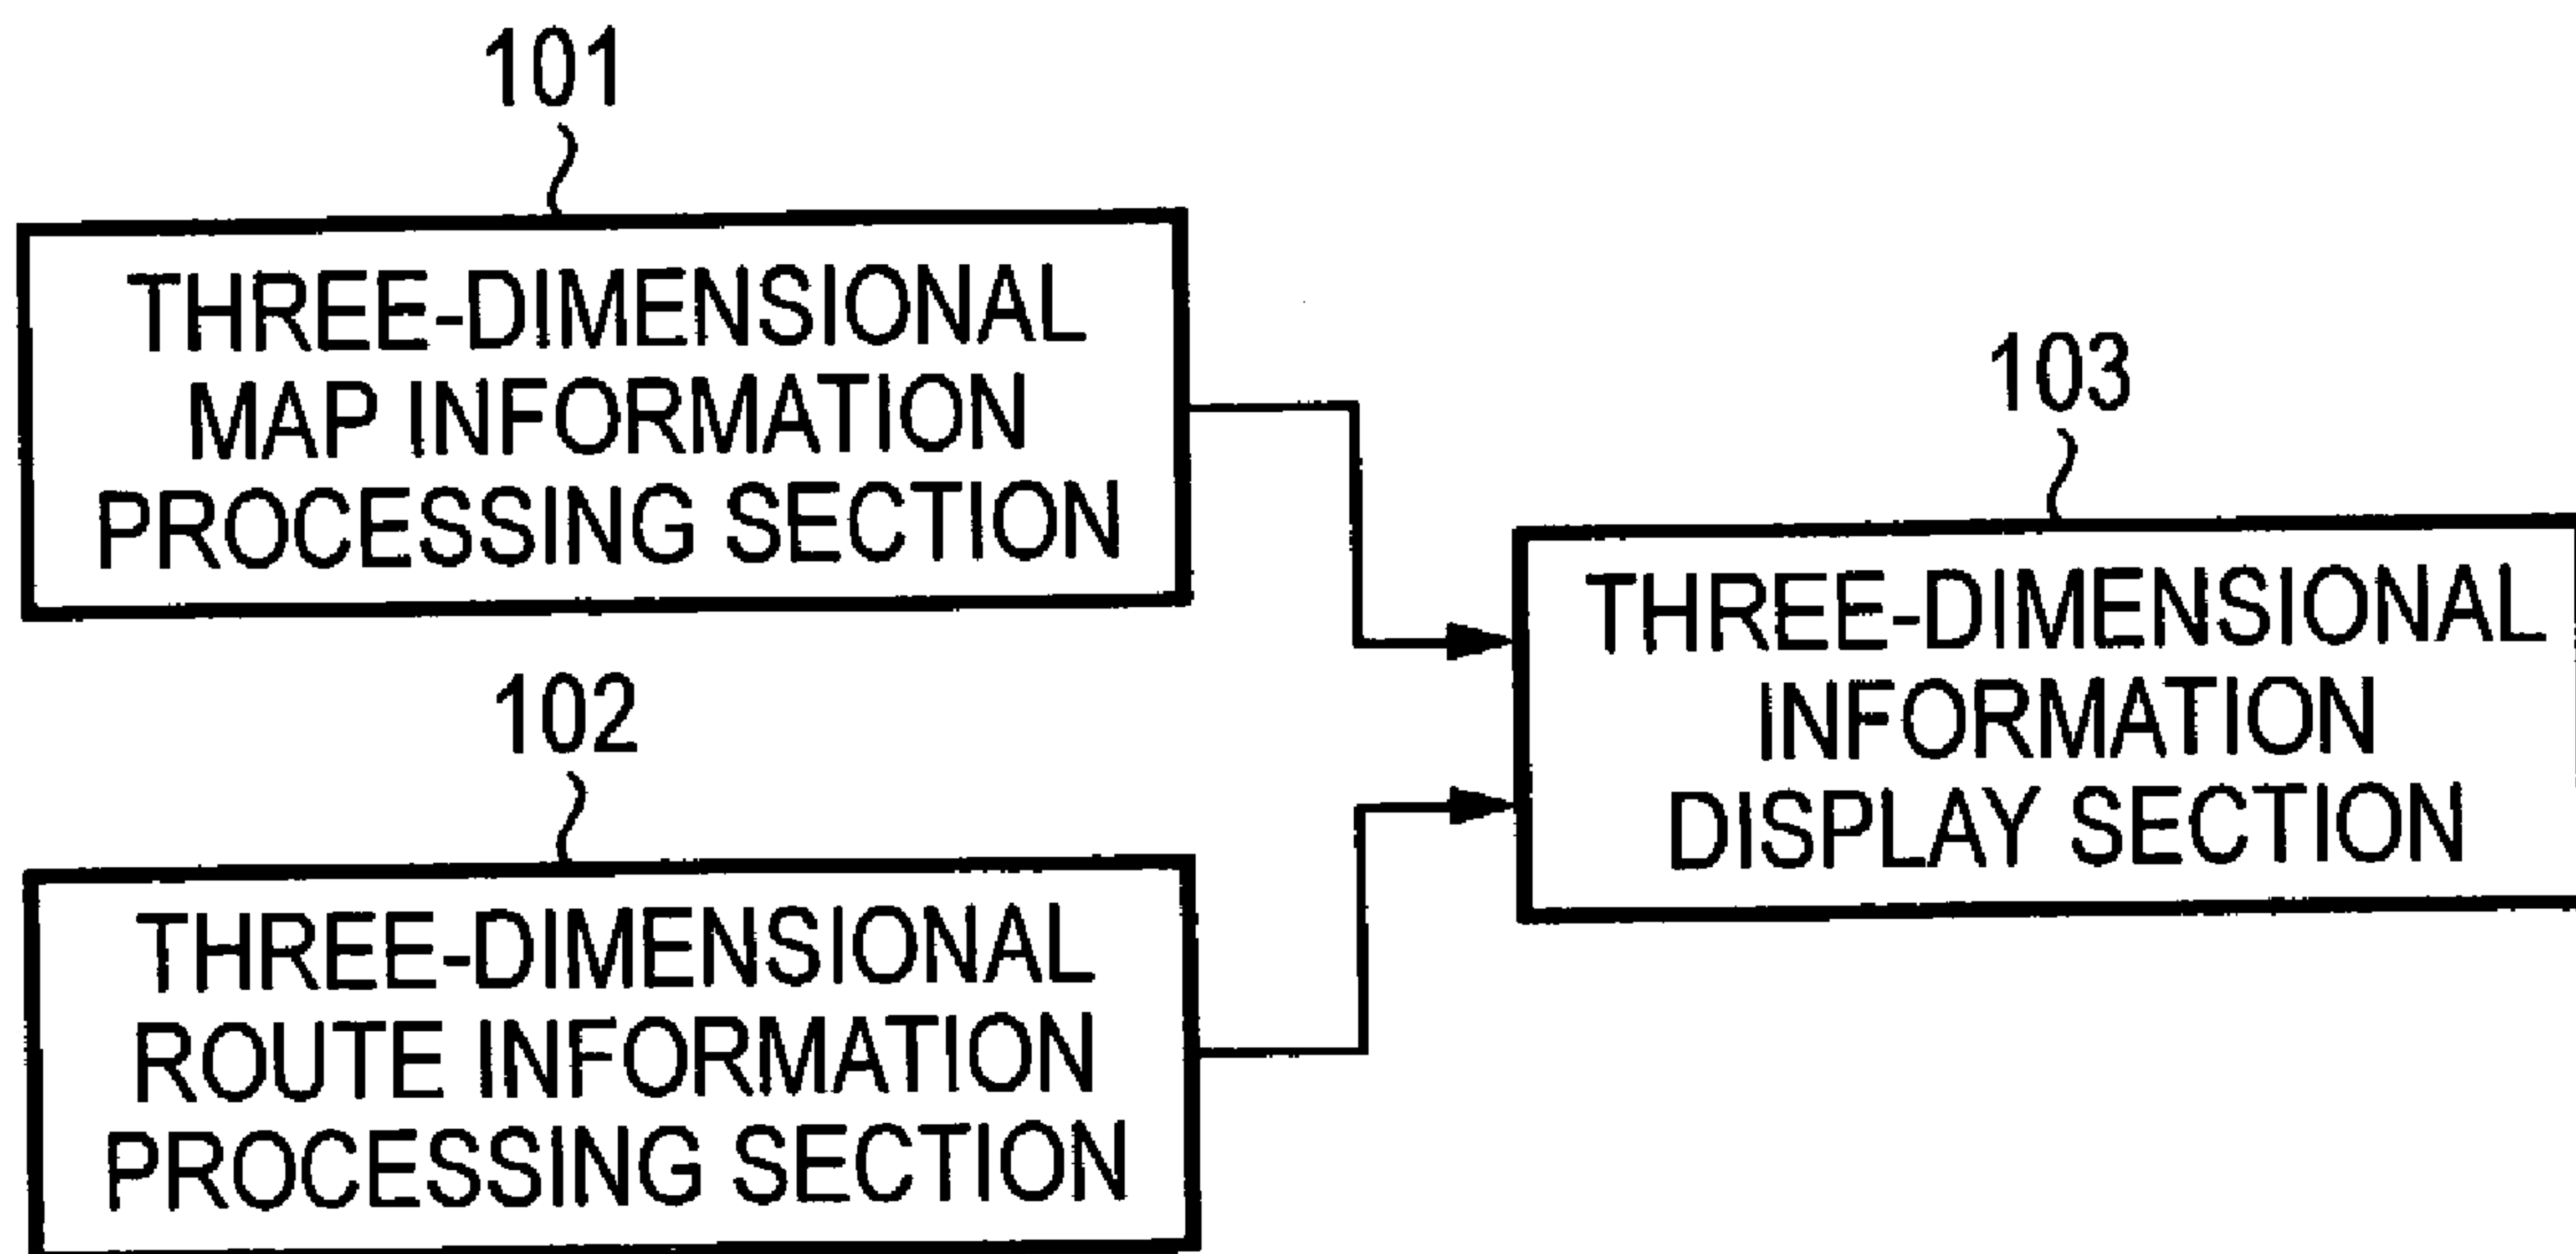 101
THREE-DIMENSIONAL
MAP INFORMATION
PROCESSING SECTION
102
THREE-DIMENSIONAL
ROUTE INFORMATION
PROCESSING SECTION
103
THREE-DIMENSIONAL
INFORMATION
DISPLAY SECTION